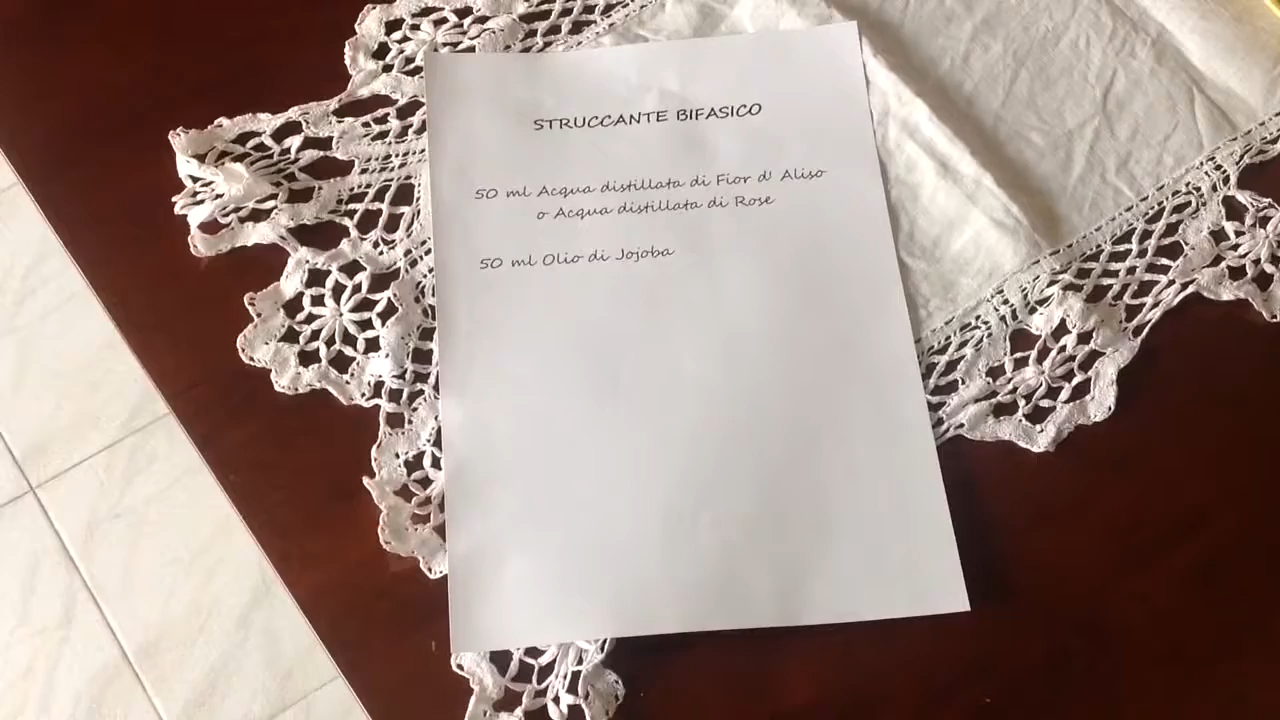 STRUCCANTE BIFASICO
50 ml Acqua distillata di Fior d' Aliso
o Acqua distillata di Rose
50 ml Olio di Jojoba